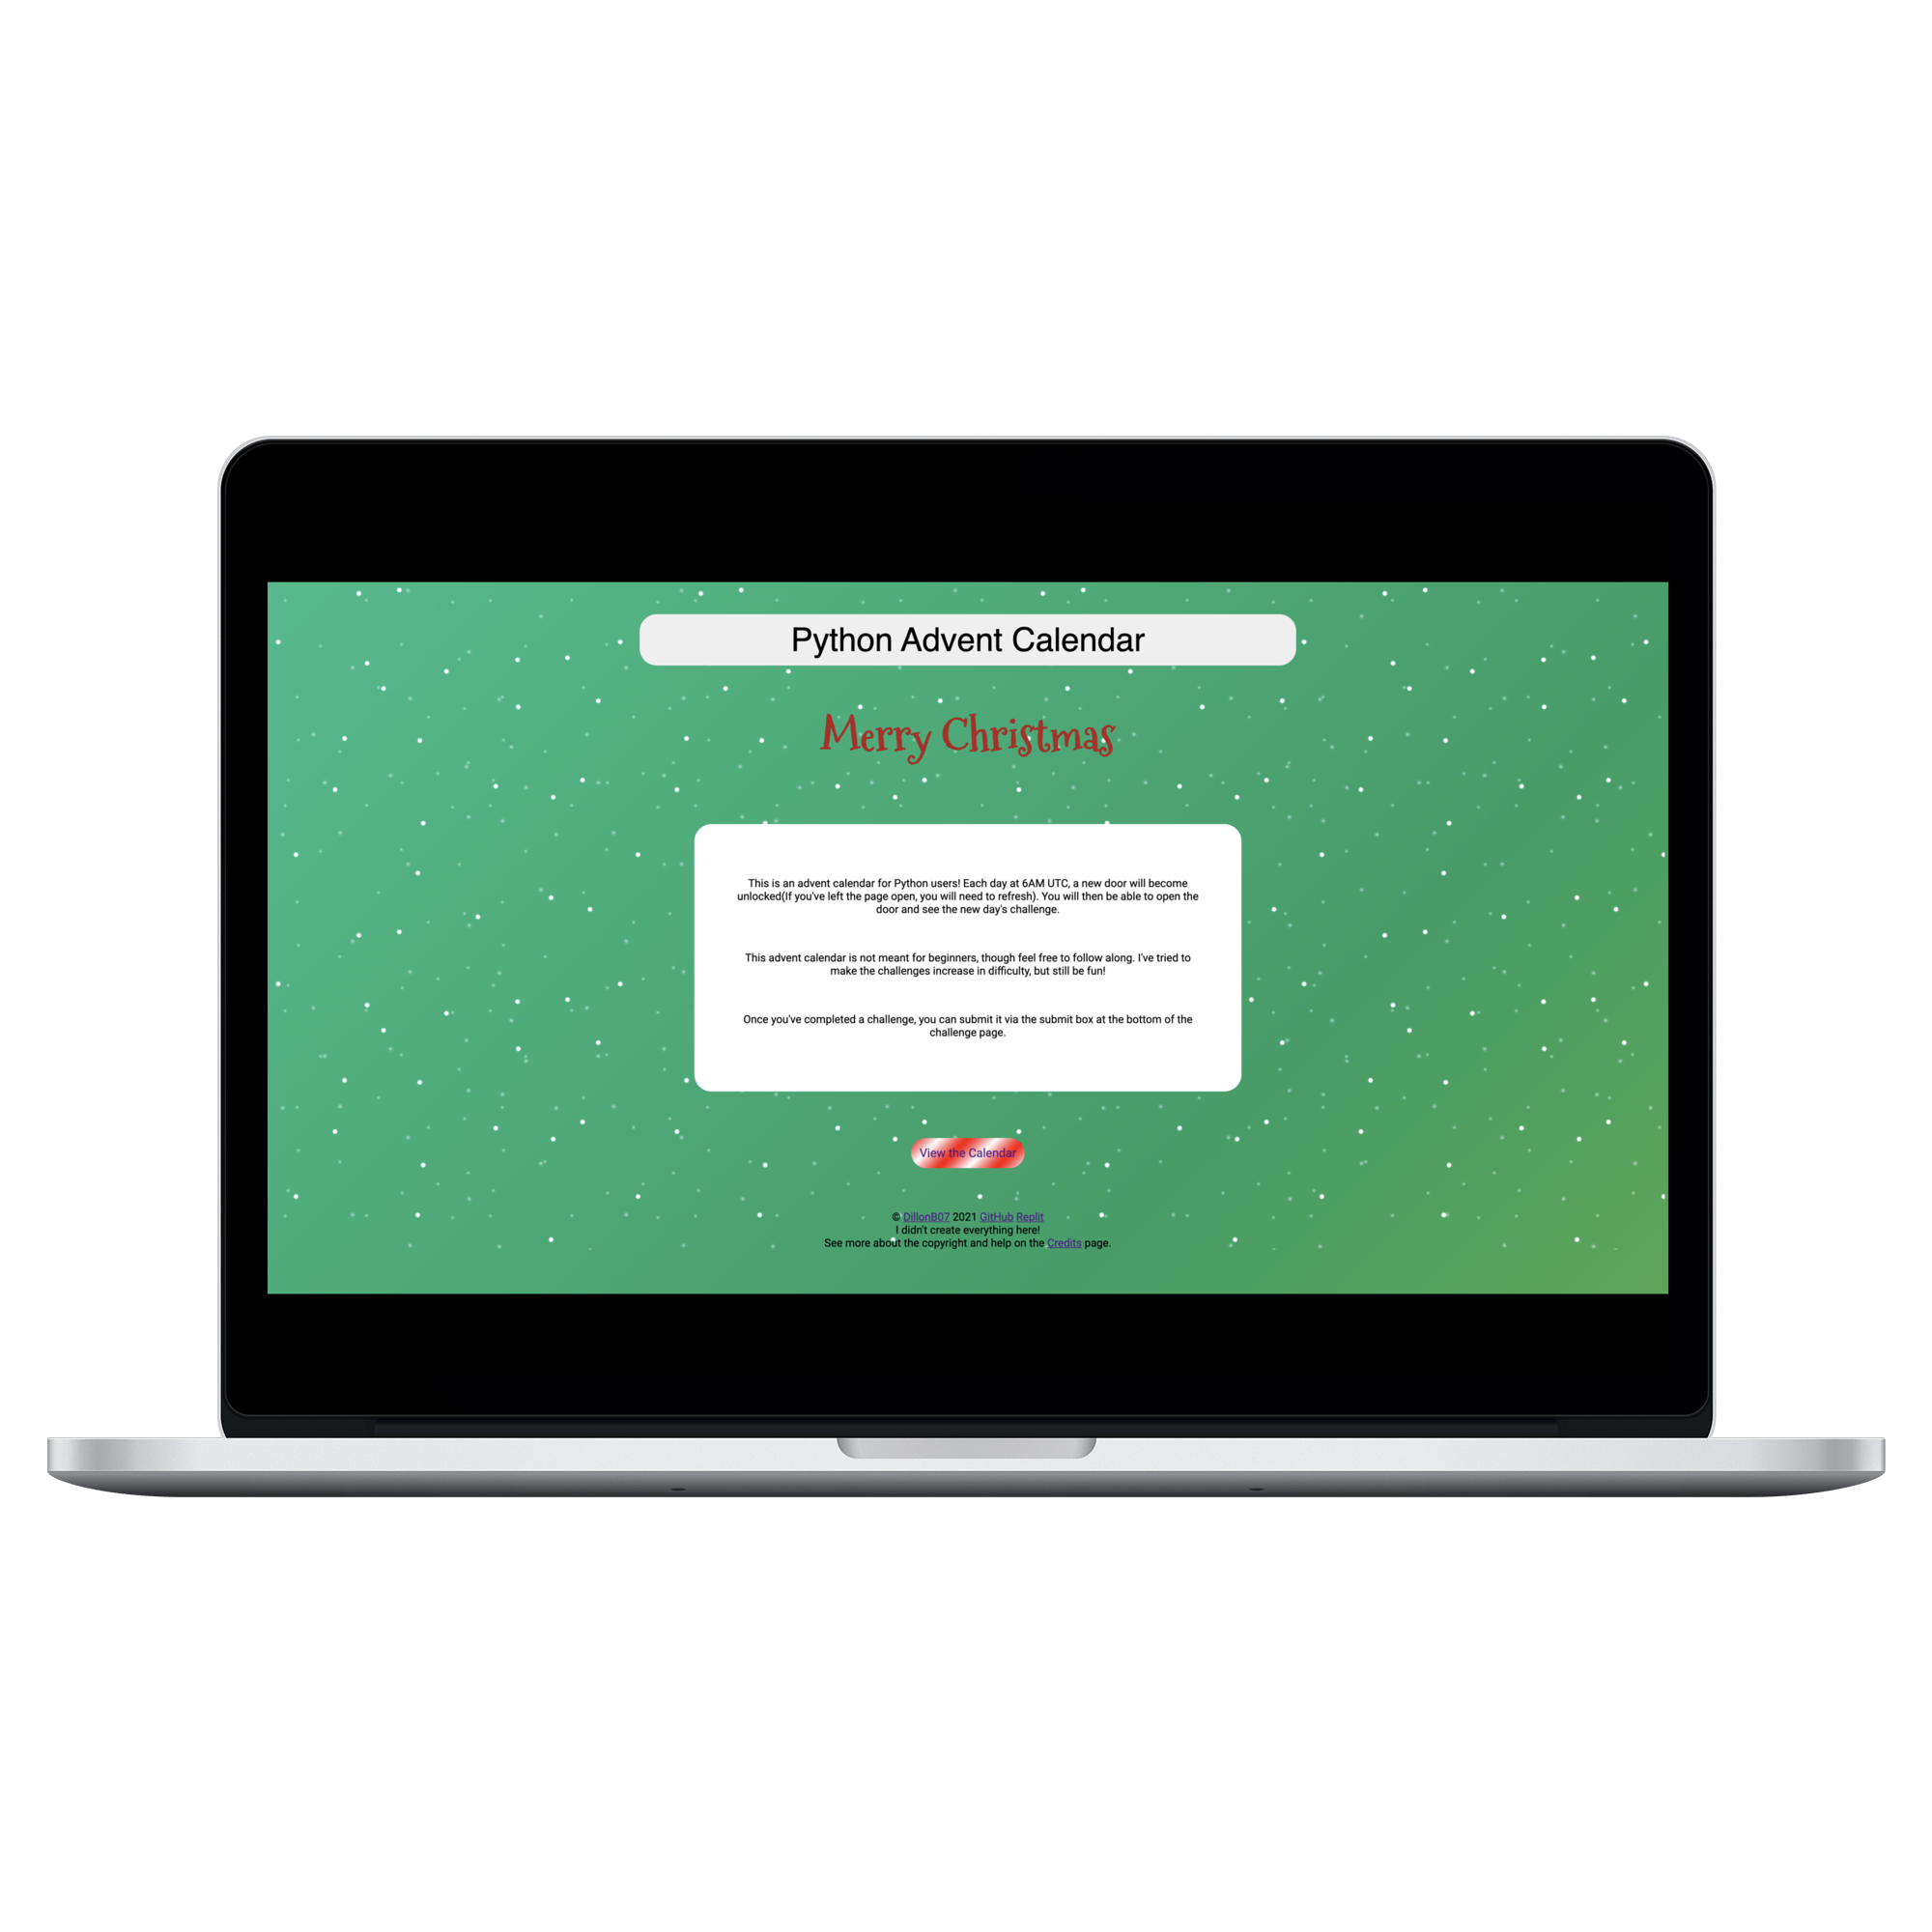 Python Advent Calendar
Merry Christmas
This is an advent calendar for Python users! Each day at 6AM UTC, a new door will become
unlocked(If you've left the page open, you will need to refresh). You will then be able to open the
door and see the new day's challenge.
This advent calendar is not meant for beginners, though feel free to follow along. I've tried to
make the challenges increase in difficulty, but still be fun!
Once you've completed a challenge, you can submit it via the submit box at the bottom of the
challenge page.
View the Calendar
© DillonB07 2021 GitHub Replit
I didn't create everything here!
See more about the copyright and help on the Credits page.